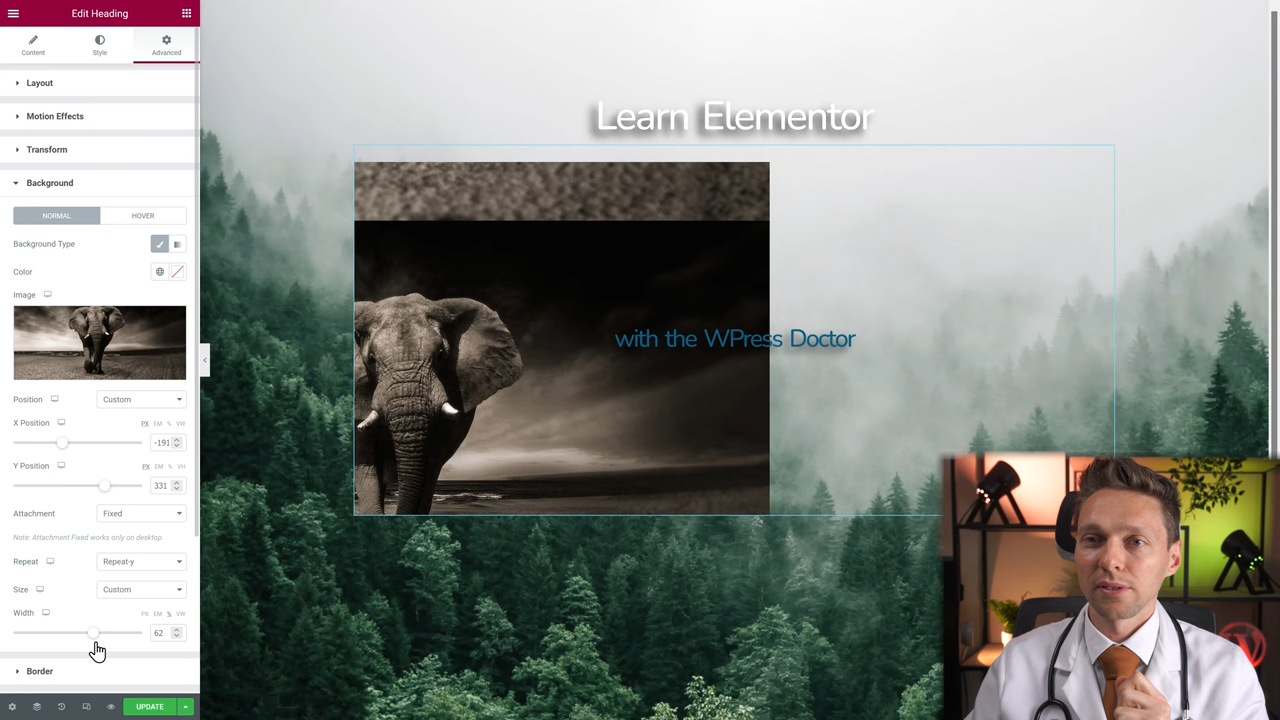 Edit Heading
Content
Style
Advanced
Layout
Motion Effects
Transform
Background
NORMAL
HOVER
Background Type
Color
Image
Position
Custom
X Position
PX EM % VW
-191
Y Position
PX EM % VH
331
Attachment
Fixed
Note: Attachment Fixed works only on desktop.
Repeat
Repeat-y
Size
Custom
Width
PX EM % VW
62
Border
UPDATE
Learn Elementor
with the WPress Doctor